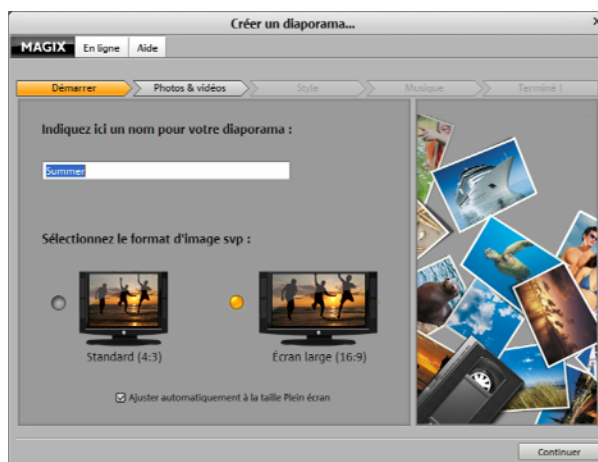 Créer un diaporama...
MAGIX En ligne Aide
Démarrer Photos & vidéos Style Musique Terminé !
Indiquez ici un nom pour votre diaporama :
Summer
Sélectionnez le format d'image svp :
Standard (4:3) Écran large (16:9)
Ajuster automatiquement à la taille Plein écran
Continuer